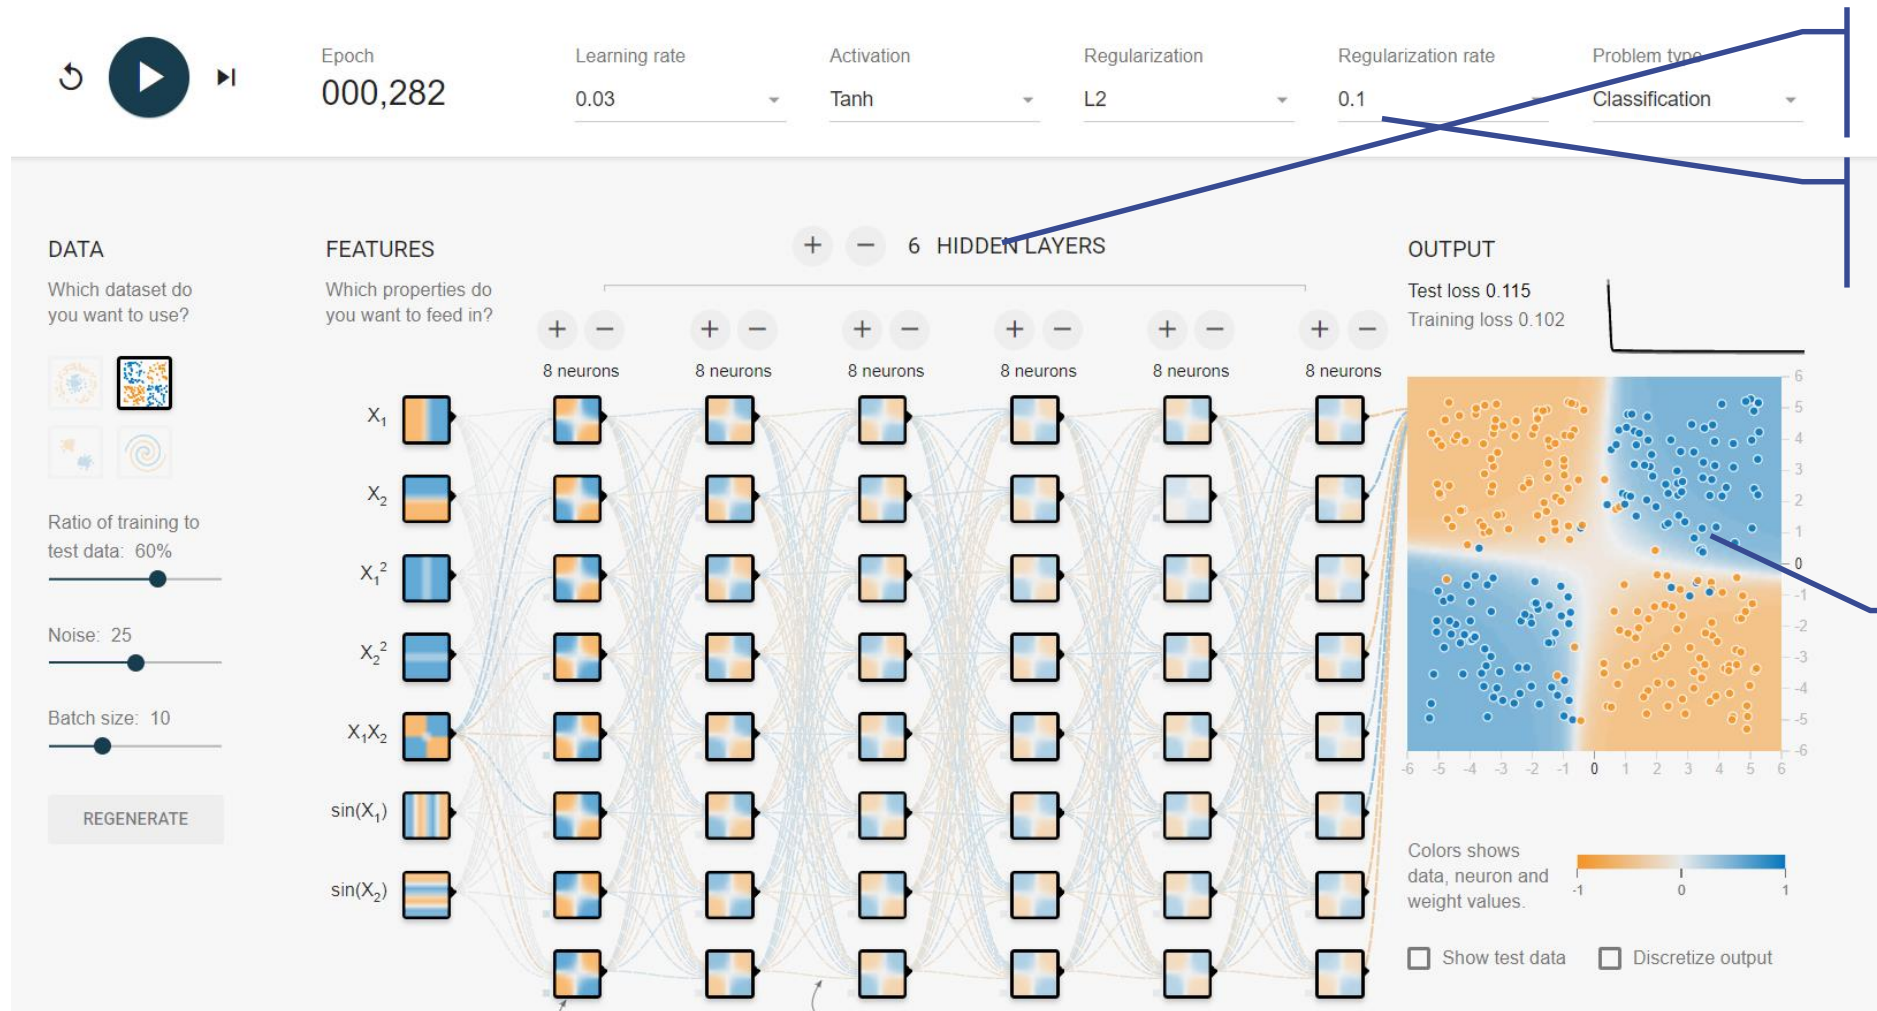 Epoch
000,282
Learning rate
0.03
Activation
Tanh
Regularization
L2
Regularization rate
0.1
Problem type
Classification
DATA
Which dataset do
you want to use?
Ratio of training to
test data: 60%
Noise: 25
Batch size: 10
REGENERATE
FEATURES
Which properties do
you want to feed in?
X1
X2
X1²
X2²
X1X2
sin(X1)
sin(X2)
6 HIDDEN LAYERS
8 neurons
8 neurons
8 neurons
8 neurons
8 neurons
8 neurons
OUTPUT
Test loss 0.115
Training loss 0.102
6
5
4
3
2
1
0
-1
-2
-3
-4
-5
-6
-6 -5 -4 -3 -2 -1 0 1 2 3 4 5 6
Colors shows
data, neuron and
weight values.
-1 0 1
Show test data
Discretize output